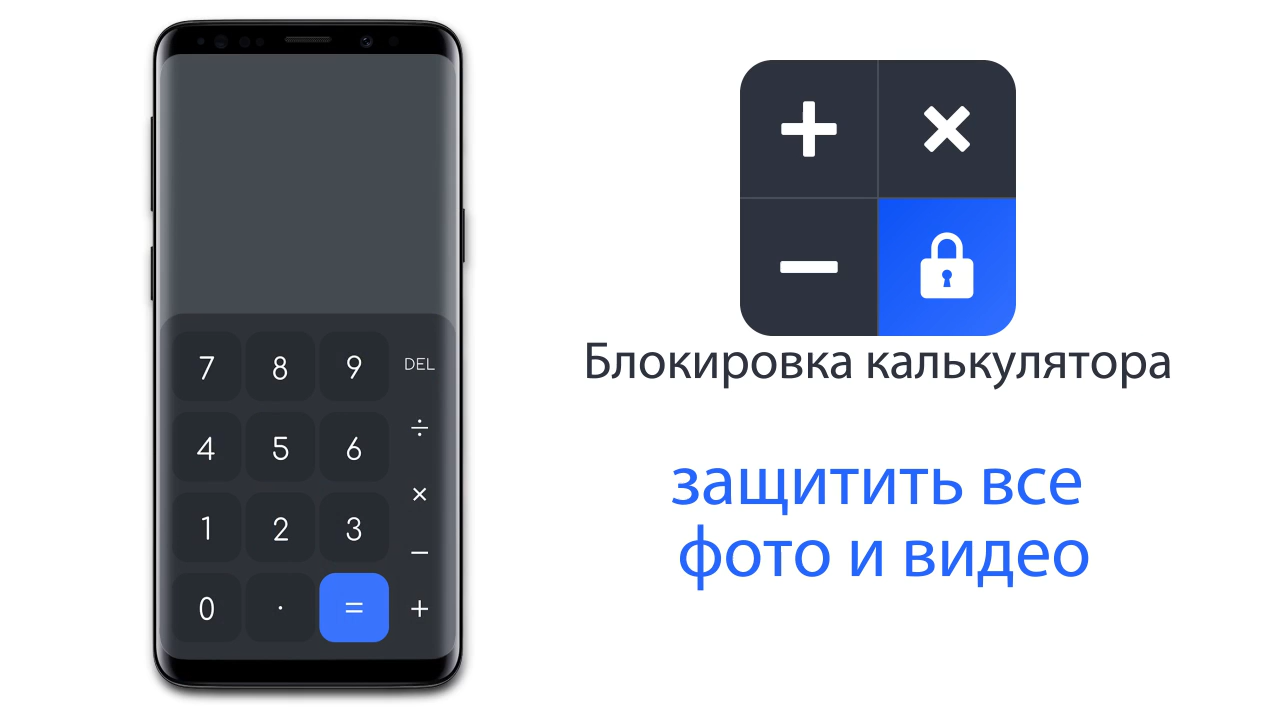 7 8 9 DEL
÷
4 5 6
×
1 2 3
−
0 · = +
+ ×
−
Блокировка калькулятора
защитить все
фото и видео